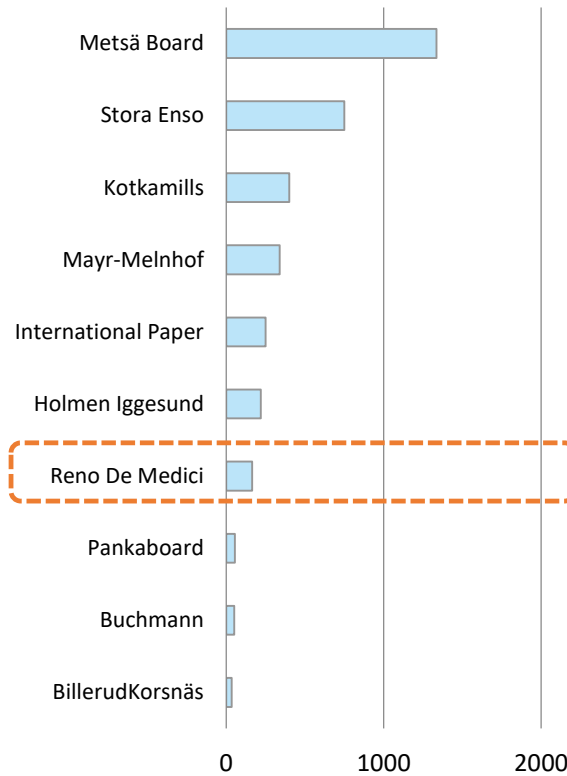 Metsä Board
Stora Enso
Kotkamills
Mayr-Melnhof
International Paper
Holmen Iggesund
Reno De Medici
Pankaboard
Buchmann
BillerudKorsnäs
0 1000 2000